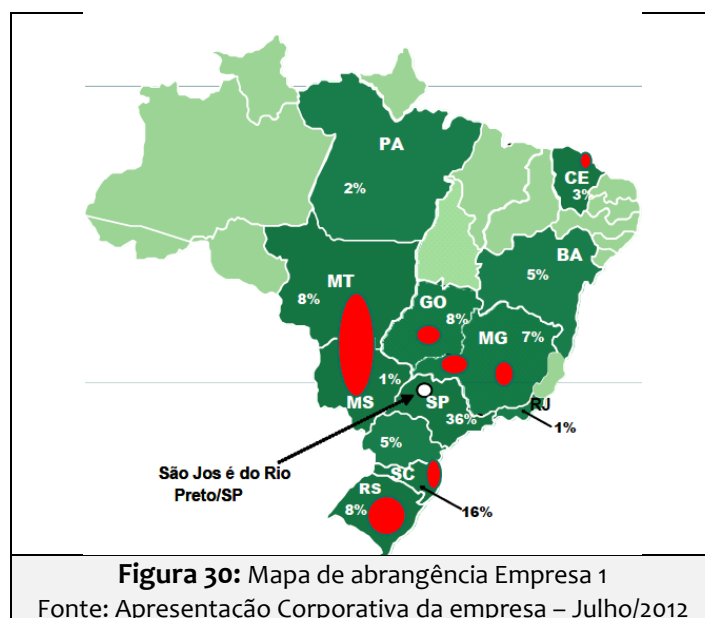 PA
2%
CE
3%
BA
5%
MT
8%
GO
8%
MG
7%
1%
MS
SP
36%
RJ
1%
5%
São Jos é do Rio
Preto/SP
SC
16%
RS
8%
Figura 30: Mapa de abrangência Empresa 1
Fonte: Apresentação Corporativa da empresa – Julho/2012